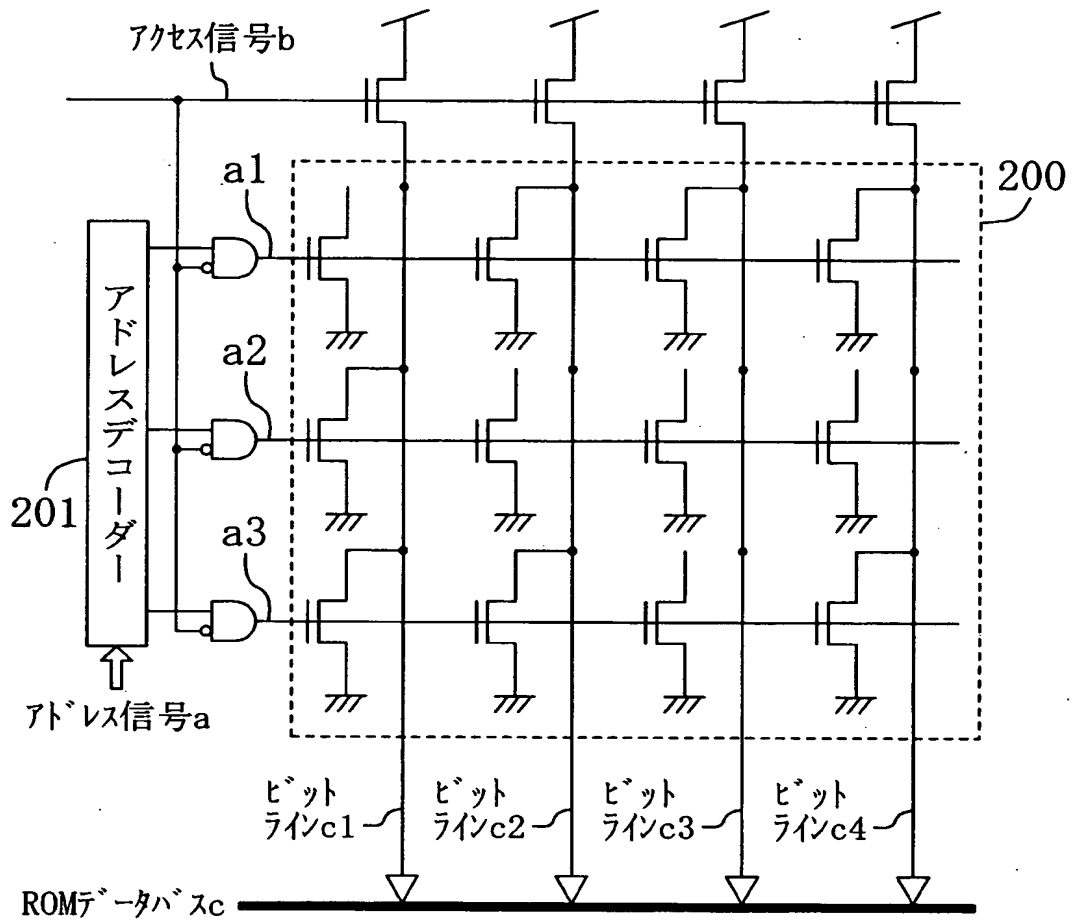 アクセス信号b
200
a1
アドレスデコーダー
a2
201
a3
アドレス信号a
ビット
ラインc1
ビット
ラインc2
ビット
ラインc3
ビット
ラインc4
ROMデータバスc